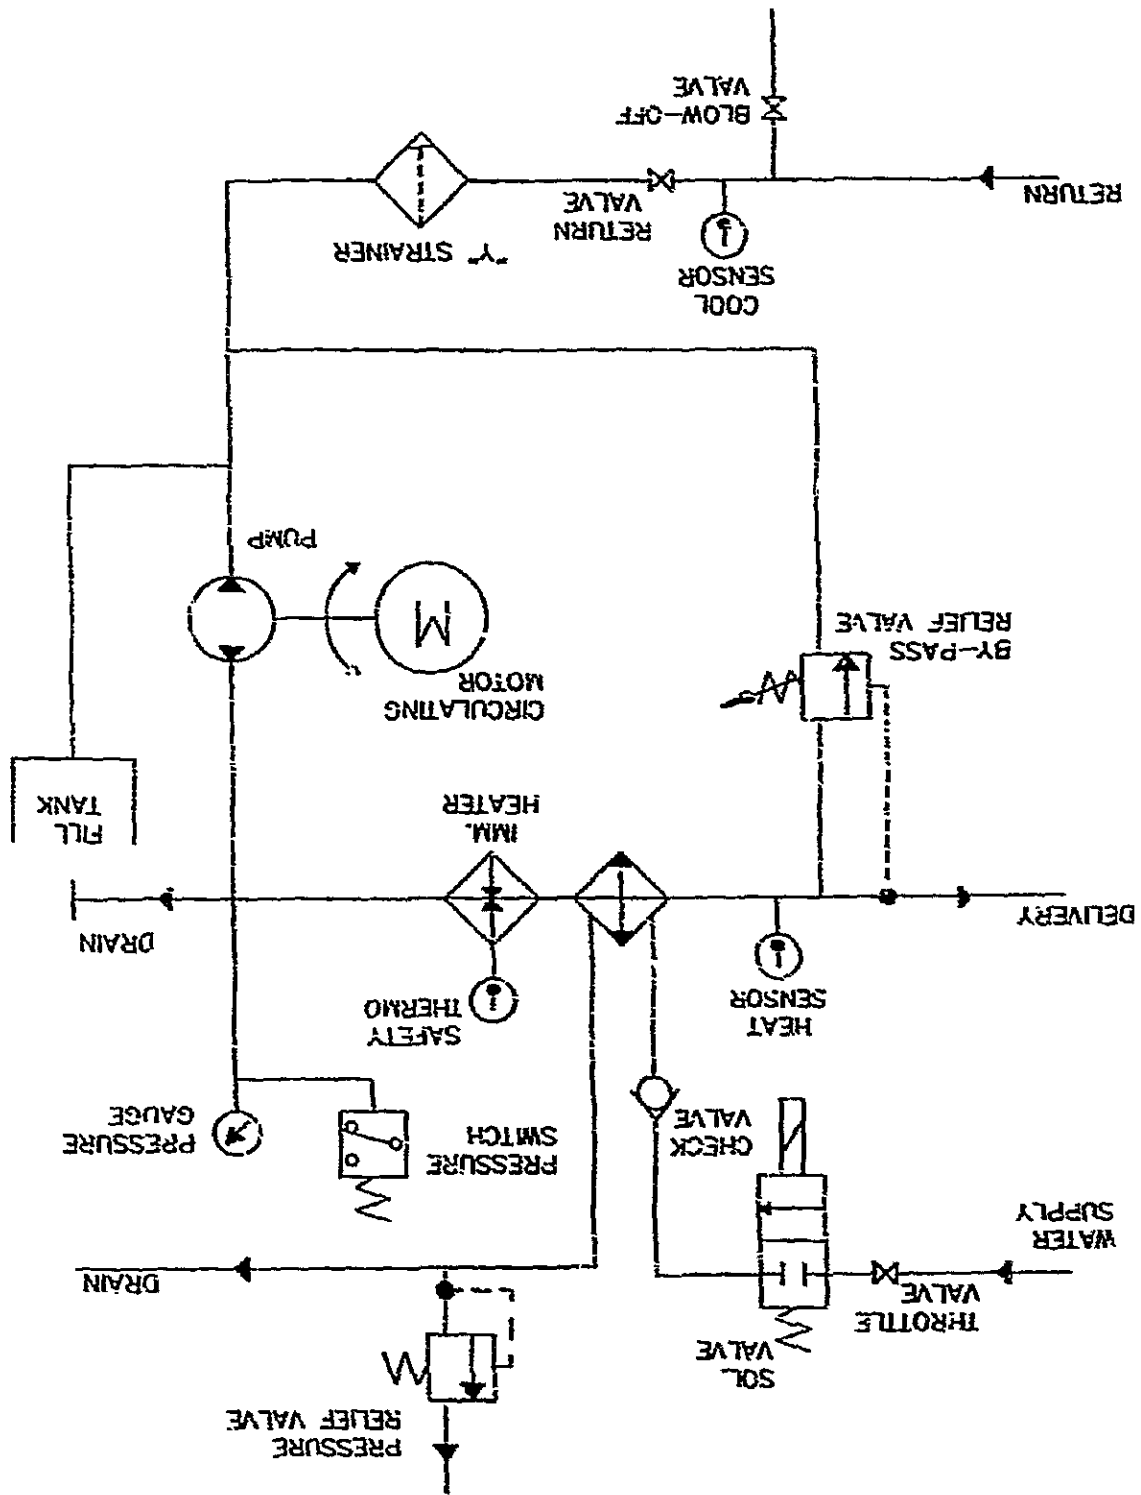 PRESSURE
RELIEF VALVE
SOL
VALVE
THROTTLE
VALVE
DRAIN
WATER
SUPPLY
PRESSURE
SWITCH
PRESSURE
GAUGE
CHECK
VALVE
HEAT
SENSOR
SAFETY
THERMO
DRAIN
DELIVERY
FILL
TANK
IMM.
HEATER
CIRCULATING
MOTOR
M
BY-PASS
RELIEF VALVE
PUMP
COOL
SENSOR
"Y" STRAINER
RETURN
VALVE
RETURN
BLOW-OFF
VALVE